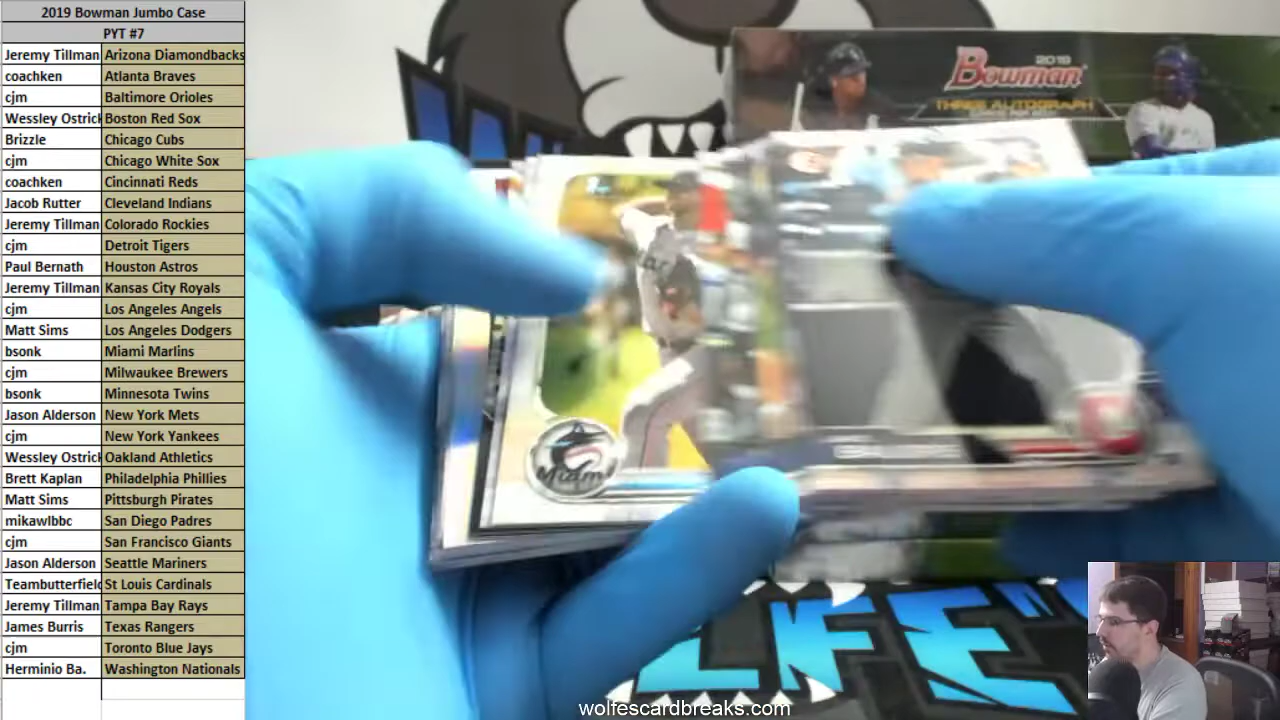 2019 Bowman Jumbo Case
PYT #7
Jeremy Tillman Arizona Diamondbacks
coachken Atlanta Braves
cjm Baltimore Orioles
Wessley Ostrick Boston Red Sox
Brizzle Chicago Cubs
cjm Chicago White Sox
coachken Cincinnati Reds
Jacob Rutter Cleveland Indians
Jeremy Tillman Colorado Rockies
cjm Detroit Tigers
Paul Bernath Houston Astros
Jeremy Tillman Kansas City Royals
cjm Los Angeles Angels
Matt Sims Los Angeles Dodgers
bsonk Miami Marlins
cjm Milwaukee Brewers
bsonk Minnesota Twins
Jason Alderson New York Mets
cjm New York Yankees
Wessley Ostrick Oakland Athletics
Brett Kaplan Philadelphia Phillies
Matt Sims Pittsburgh Pirates
mikawlbbc San Diego Padres
cjm San Francisco Giants
Jason Alderson Seattle Mariners
Teambutterfield St Louis Cardinals
Jeremy Tillman Tampa Bay Rays
James Burris Texas Rangers
cjm Toronto Blue Jays
Herminio Ba. Washington Nationals
2019
Bowman
THREE AUTOGRAPH
Miami
LFE"
wolfescardbreaks.com